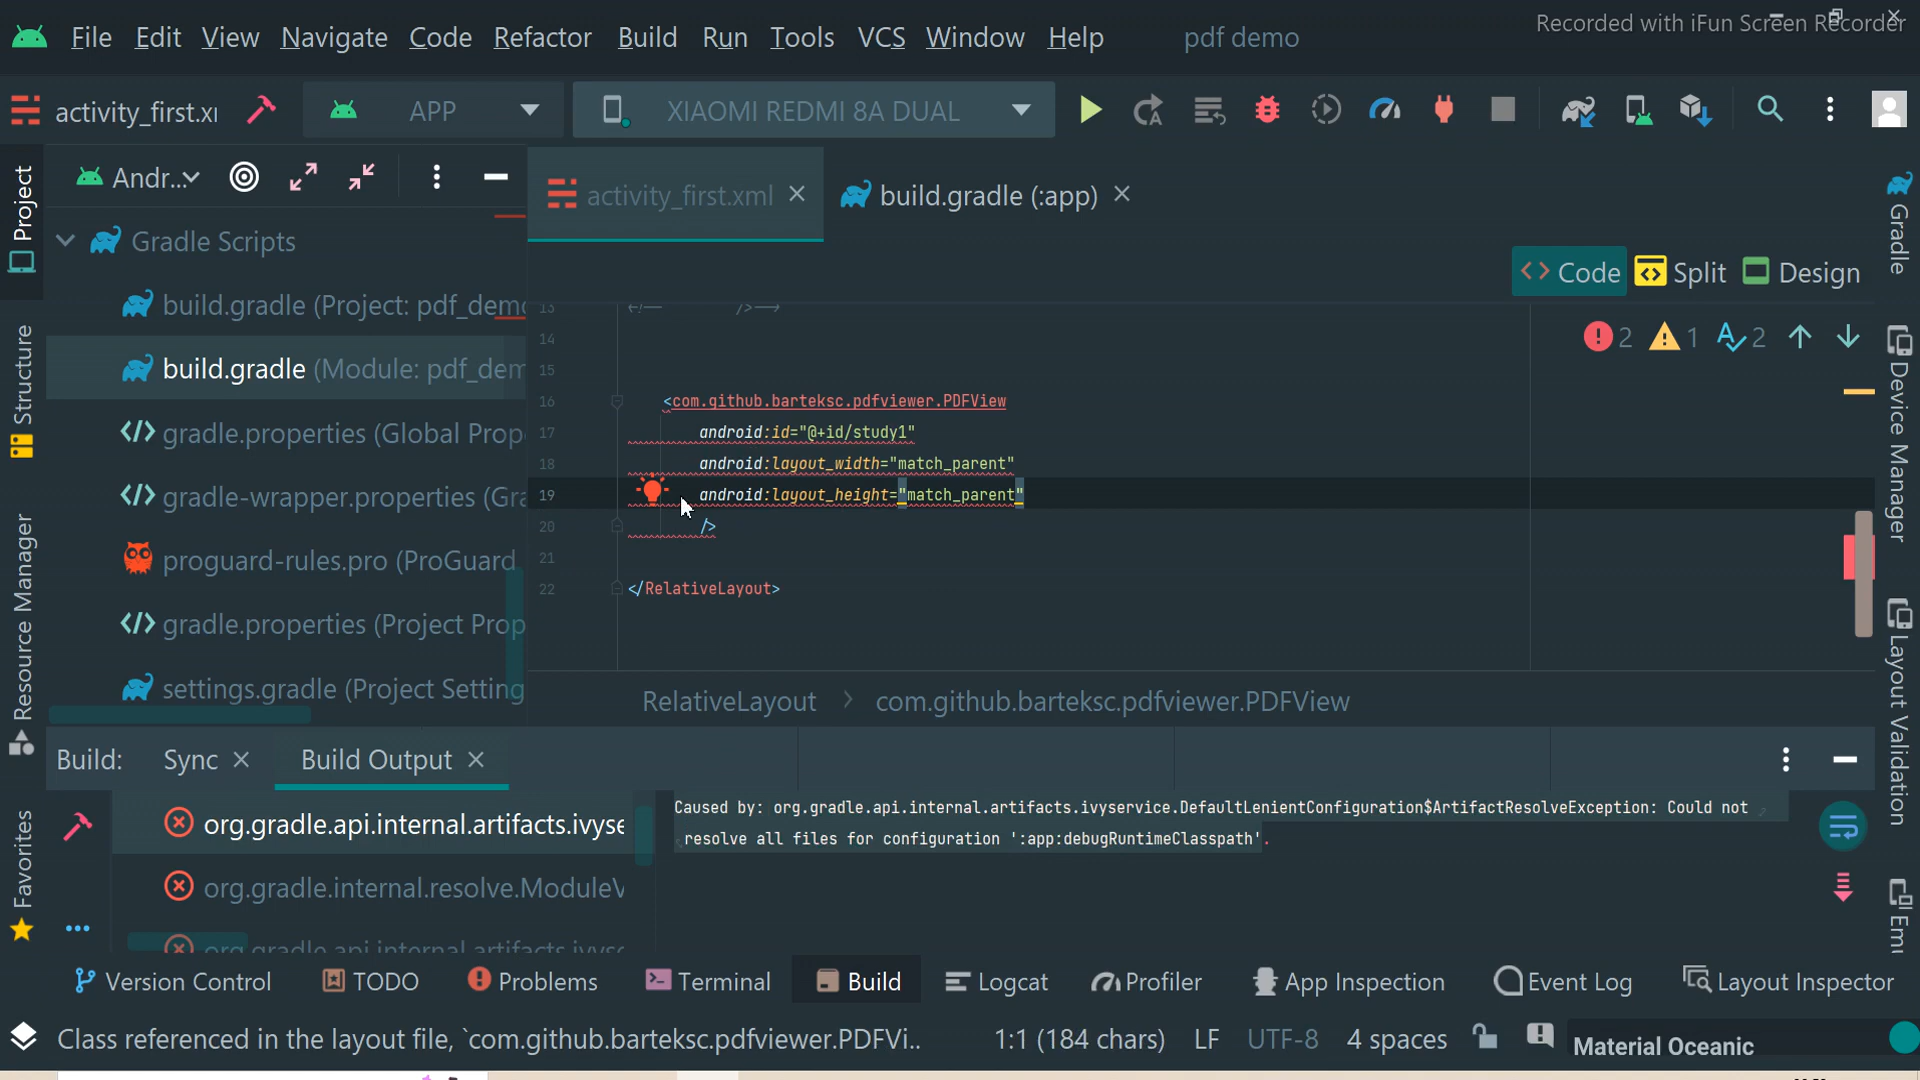 Recorded with iFun Screen Recorder
File Edit View Navigate Code Refactor Build Run Tools VCS Window Help pdf demo
activity_first.xr APP XIAOMI REDMI 8A DUAL
Andr... activity_first.xml build.gradle (:app)
Project
Structure
Resource Manager
Favorites
Gradle Scripts
build.gradle (Project: pdf_demo
build.gradle (Module: pdf_dem
gradle.properties (Global Prop
gradle-wrapper.properties (Gra
proguard-rules.pro (ProGuard
gradle.properties (Project Prop
settings.gradle (Project Setting
Code Split Design
2 1 2
13 <!-- />-->
14
15
16 <com.github.barteksc.pdfviewer.PDFView
17 android:id="@+id/study1"
18 android:layout_width="match_parent"
19 android:layout_height="match_parent"
20 />
21
22 </RelativeLayout>
RelativeLayout > com.github.barteksc.pdfviewer.PDFView
Gradle
Device Manager
Layout Validation
Emi
Build: Sync Build Output
org.gradle.api.internal.artifacts.ivyse
org.gradle.internal.resolve.ModuleV
org.gradle.api.internal.artifacts.ivyse
Caused by: org.gradle.api.internal.artifacts.ivyservice.DefaultLenientConfiguration$ArtifactResolveException: Could not
resolve all files for configuration ':app:debugRuntimeClasspath'.
Version Control TODO Problems Terminal Build Logcat Profiler App Inspection Event Log Layout Inspector
Class referenced in the layout file, `com.github.barteksc.pdfviewer.PDFVi.. 1:1 (184 chars) LF UTF-8 4 spaces Material Oceanic